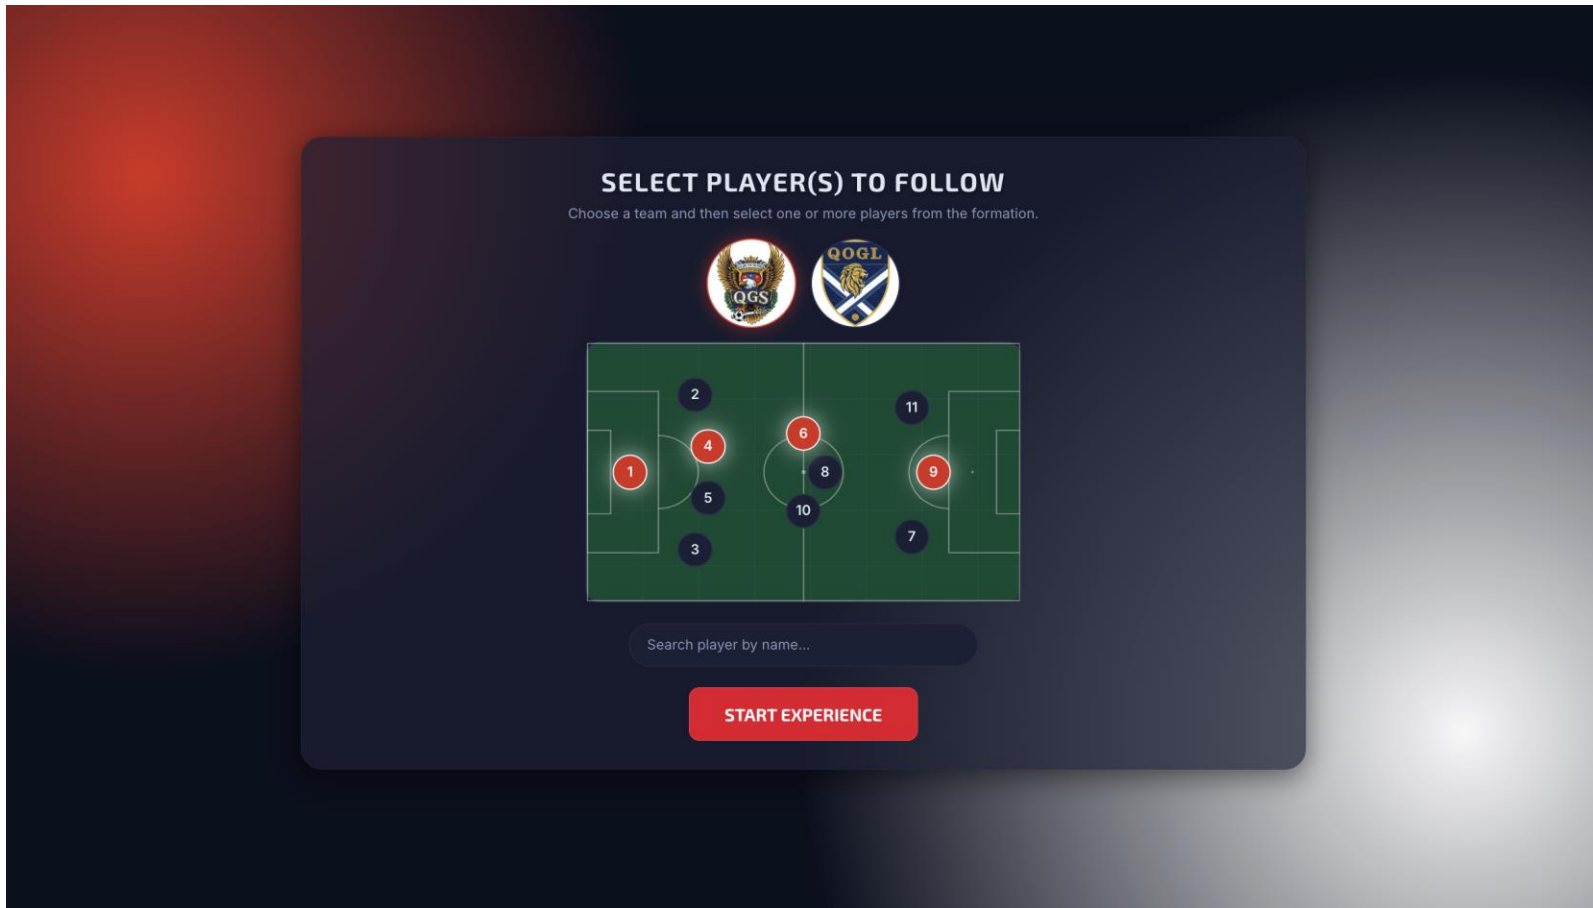 SELECT PLAYER(S) TO FOLLOW
Choose a team and then select one or more players from the formation.
QGS
QOGL
2
11
6
4
1
8
9
5
10
7
3
Search player by name...
START EXPERIENCE